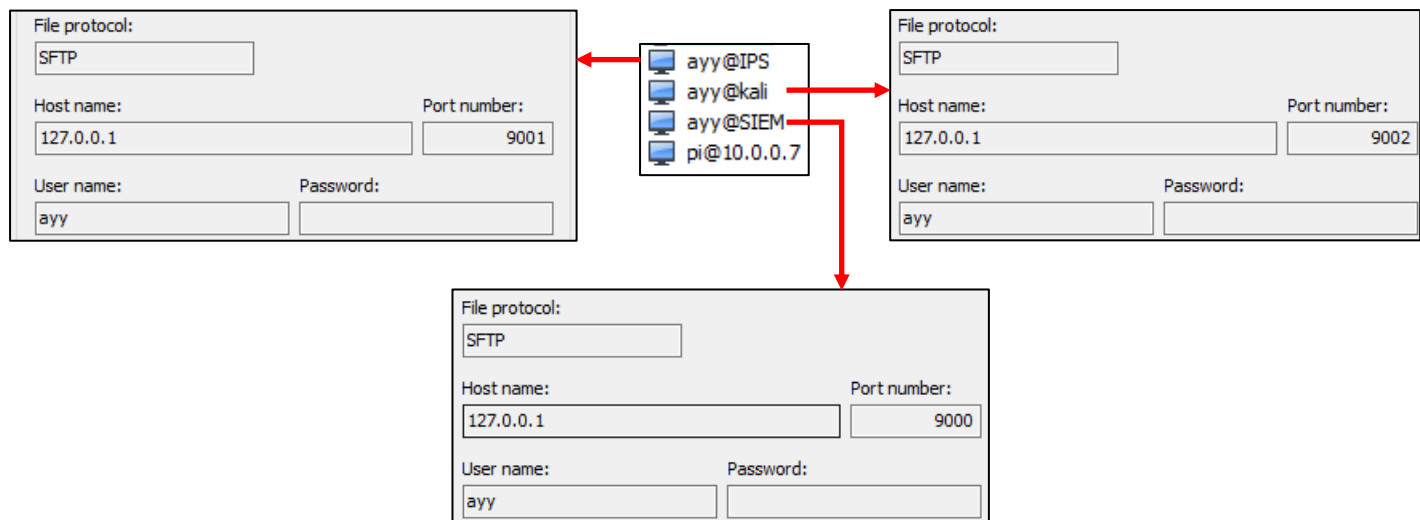 File protocol:
SFTP
Host name: Port number:
127.0.0.1 9001
User name: Password:
ayy
ayy@IPS
ayy@kali
ayy@SIEM
pi@10.0.0.7
File protocol:
SFTP
Host name: Port number:
127.0.0.1 9002
User name: Password:
ayy
File protocol:
SFTP
Host name: Port number:
127.0.0.1 9000
User name: Password:
ayy